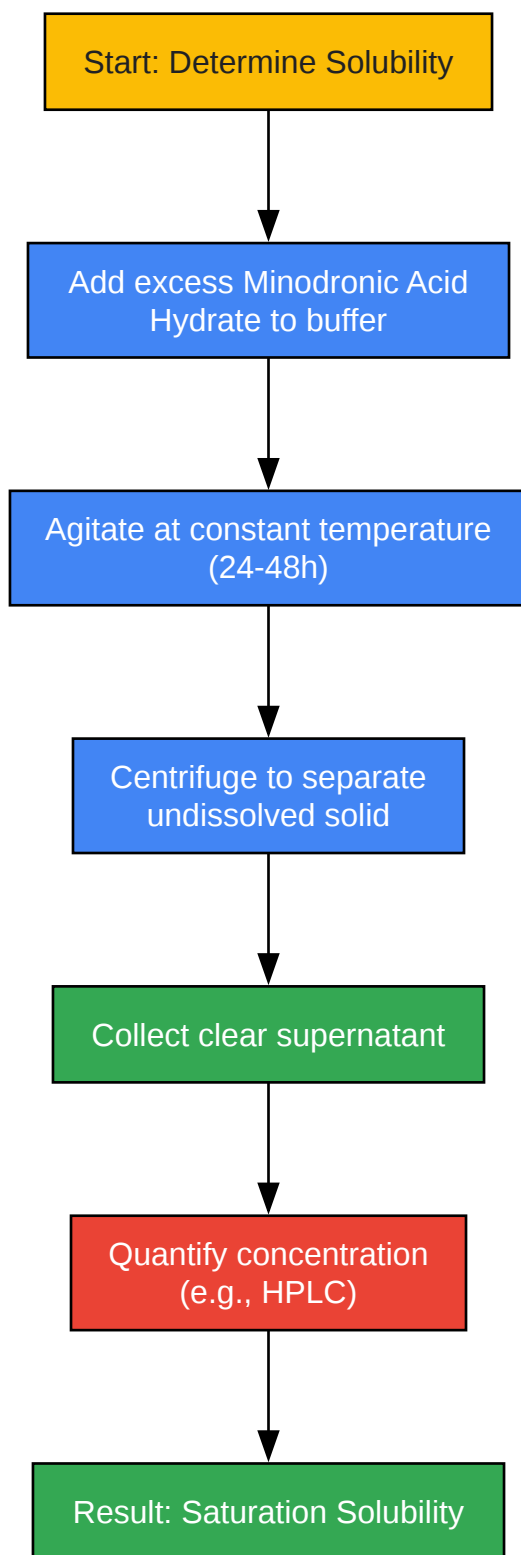 Start: Determine Solubility
Add excess Minodronic Acid
Hydrate to buffer
Agitate at constant temperature
(24-48h)
Centrifuge to separate
undissolved solid
Collect clear supernatant
Quantify concentration
(e.g., HPLC)
Result: Saturation Solubility